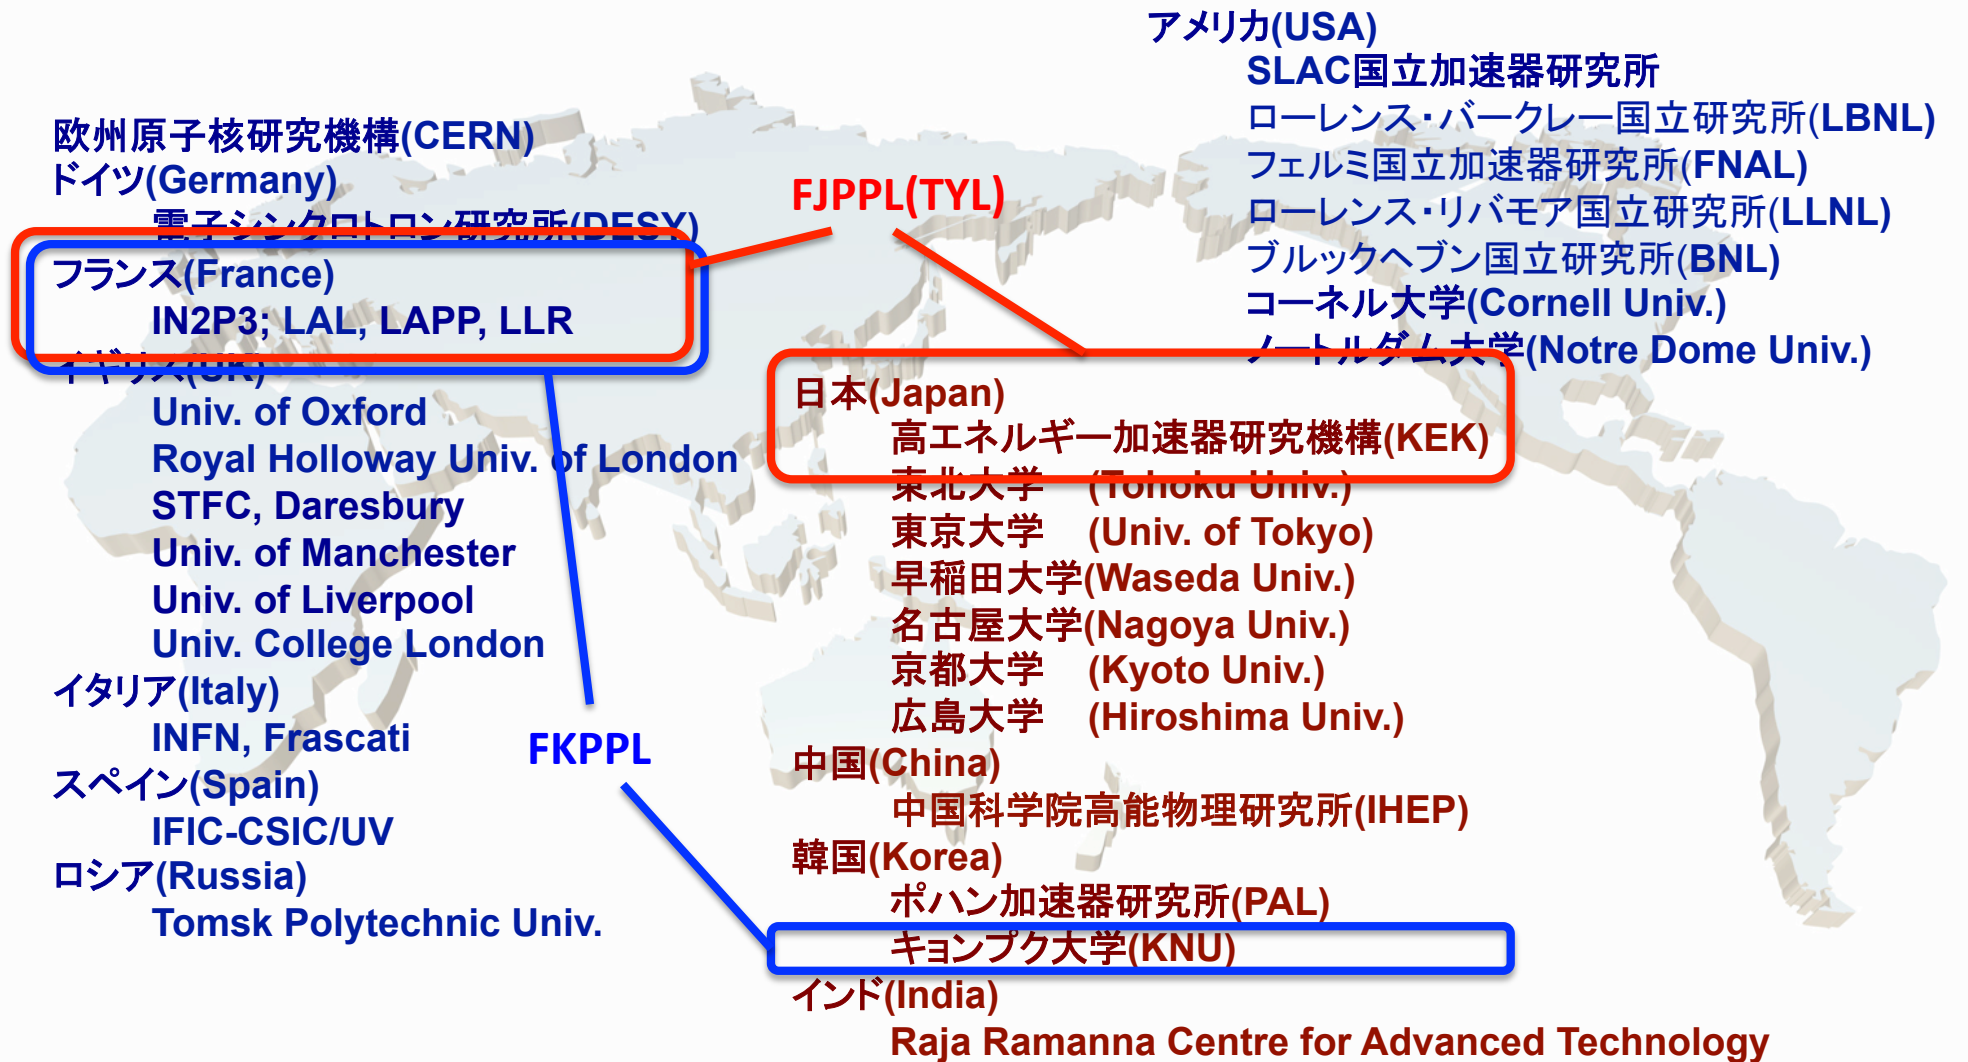 アメリカ(USA)
SLAC国立加速器研究所
ローレンス・バークレー国立研究所(LBNL)
フェルミ国立加速器研究所(FNAL)
ローレンス・リバモア国立研究所(LLNL)
ブルックヘブン国立研究所(BNL)
コーネル大学(Cornell Univ.)
ノートルダム大学(Notre Dome Univ.)
欧州原子核研究機構(CERN)
ドイツ(Germany)
電子シンクロトロン研究所(DESY)
フランス(France)
IN2P3; LAL, LAPP, LLR
イギリス(UK)
Univ. of Oxford
Royal Holloway Univ. of London
STFC, Daresbury
Univ. of Manchester
Univ. of Liverpool
Univ. College London
イタリア(Italy)
INFN, Frascati
スペイン(Spain)
IFIC-CSIC/UV
ロシア(Russia)
Tomsk Polytechnic Univ.
FJPPL(TYL)
FKPPL
日本(Japan)
高エネルギー加速器研究機構(KEK)
東北大学 (Tohoku Univ.)
東京大学 (Univ. of Tokyo)
早稲田大学(Waseda Univ.)
名古屋大学(Nagoya Univ.)
京都大学 (Kyoto Univ.)
広島大学 (Hiroshima Univ.)
中国(China)
中国科学院高能物理研究所(IHEP)
韓国(Korea)
ポハン加速器研究所(PAL)
キョンプク大学(KNU)
インド(India)
Raja Ramanna Centre for Advanced Technology